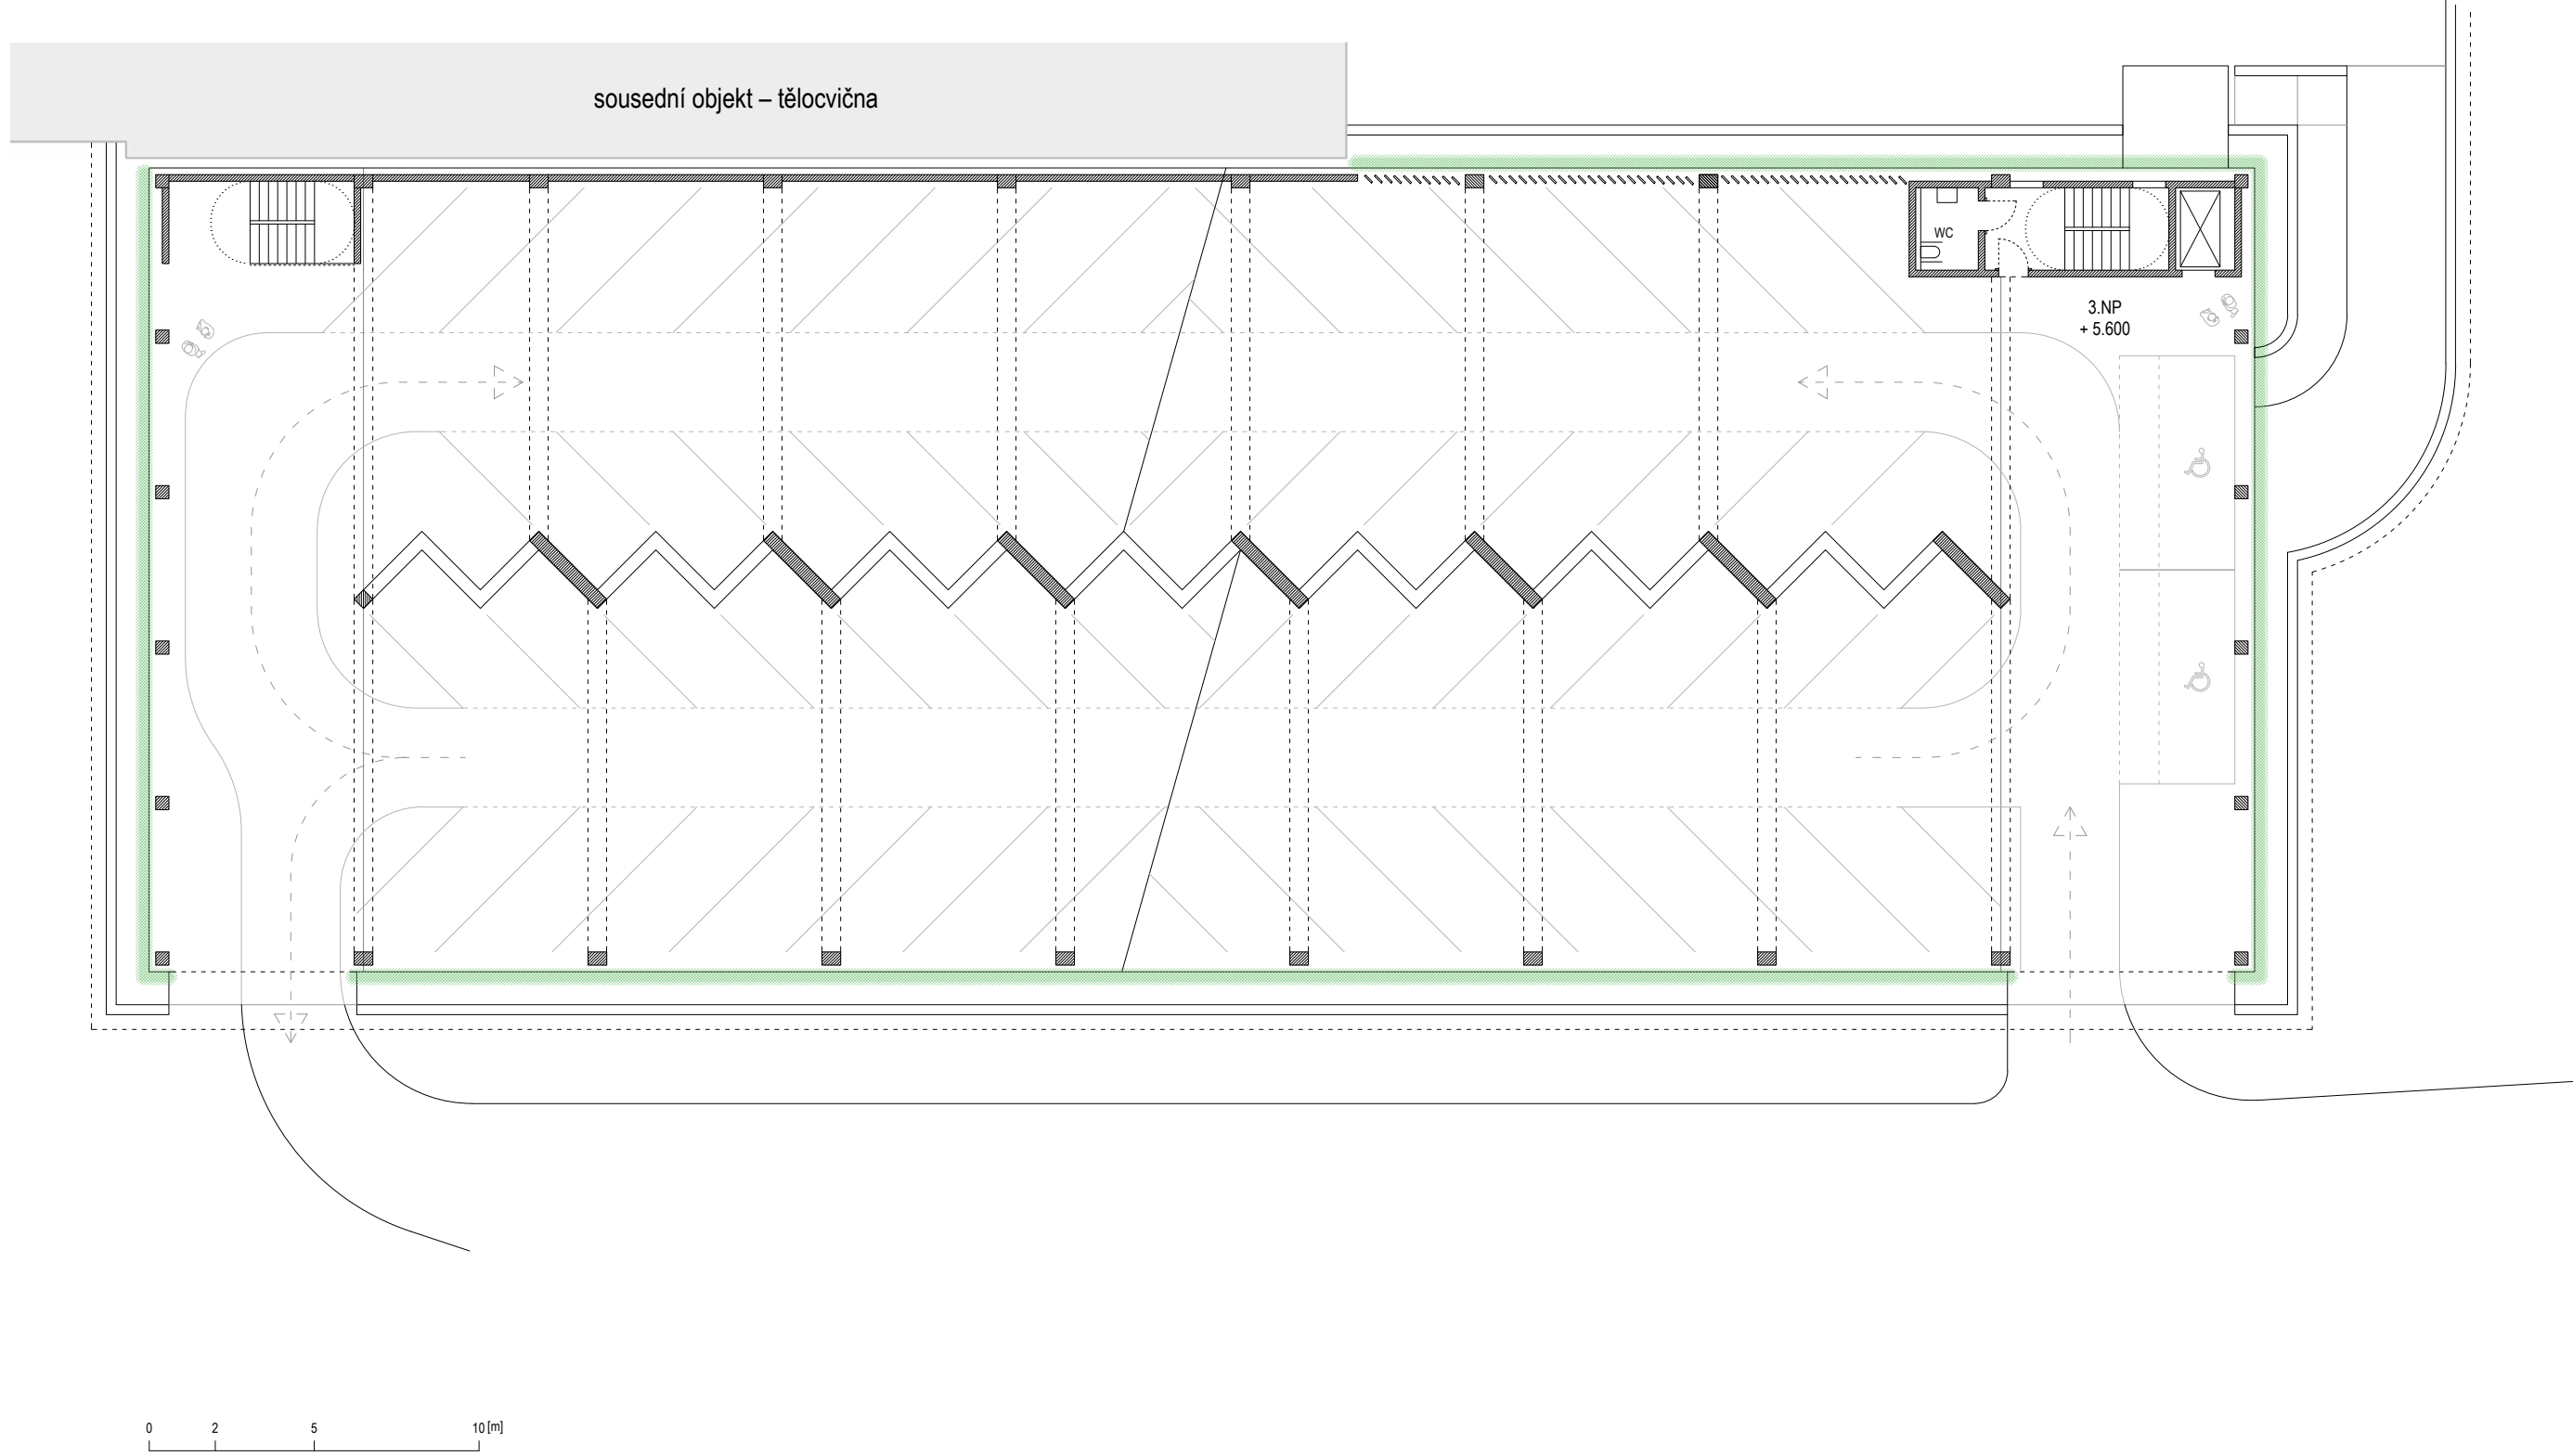 sousední objekt – tělocvična
WC
3.NP
+ 5.600
0 2 5 10 [m]